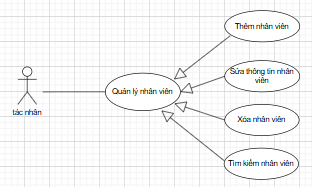 Thêm nhân viên
Sửa thông tin nhân
viên
Quản lý nhân viên
tác nhân
Xóa nhân viên
Tìm kiếm nhân viên